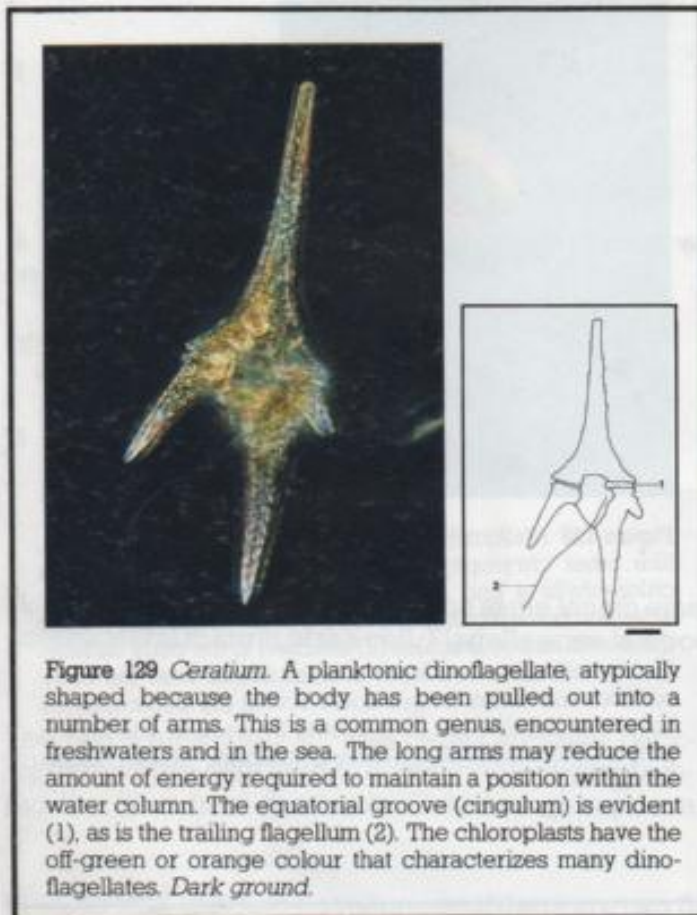 1
2
Figure 129 Ceratium. A planktonic dinoflagellate, atypically
shaped because the body has been pulled out into a
number of arms. This is a common genus, encountered in
freshwaters and in the sea. The long arms may reduce the
amount of energy required to maintain a position within the
water column. The equatorial groove (cingulum) is evident
(1), as is the trailing flagellum (2). The chloroplasts have the
off-green or orange colour that characterizes many dino-
flagellates. Dark ground.